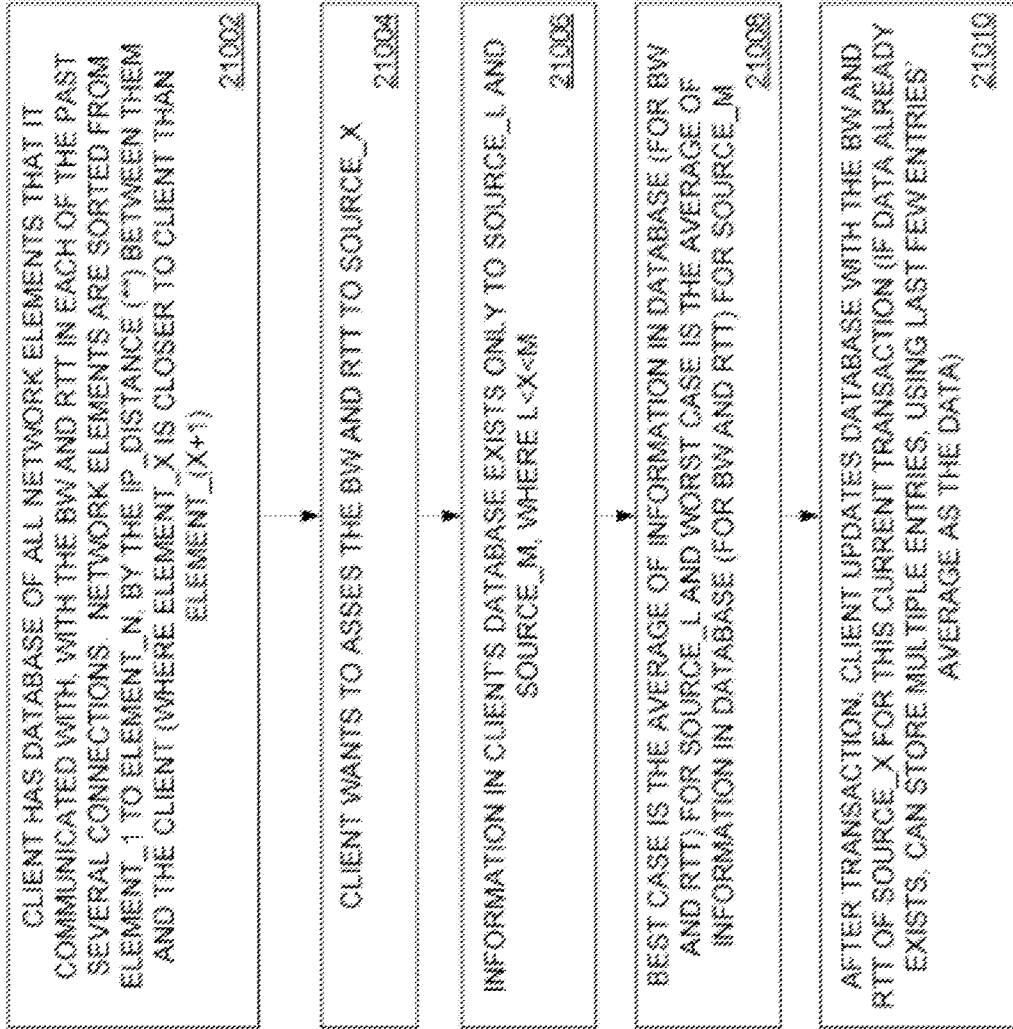 CLIENT HAS DATABASE OF ALL NETWORK ELEMENTS THAT IT
COMMUNICATED WITH, WITH THE BW AND RTT IN EACH OF THE PAST
SEVERAL CONNECTIONS. NETWORK ELEMENTS ARE SORTED FROM
ELEMENT_1 TO ELEMENT_N, BY THE IP_DISTANCE (**) BETWEEN THEM
AND THE CLIENT (WHERE ELEMENT_X IS CLOSER TO CLIENT THAN
ELEMENT_(X+1)
21002
CLIENT WANTS TO ASSES THE BW AND RTT TO SOURCE_X
21004
INFORMATION IN CLIENT'S DATABASE EXISTS ONLY TO SOURCE_L AND
SOURCE_M, WHERE L<X<M
21006
BEST CASE IS THE AVERAGE OF INFORMATION IN DATABASE (FOR BW
AND RTT) FOR SOURCE_L AND WORST CASE IS THE AVERAGE OF
INFORMATION IN DATABASE (FOR BW AND RTT) FOR SOURCE_M
21008
AFTER TRANSACTION, CLIENT UPDATES DATABASE WITH THE BW AND
RTT OF SOURCE_X FOR THIS CURRENT TRANSACTION (IF DATA ALREADY
EXISTS, CAN STORE MULTIPLE ENTRIES, USING LAST FEW ENTRIES'
AVERAGE AS THE DATA)
21010